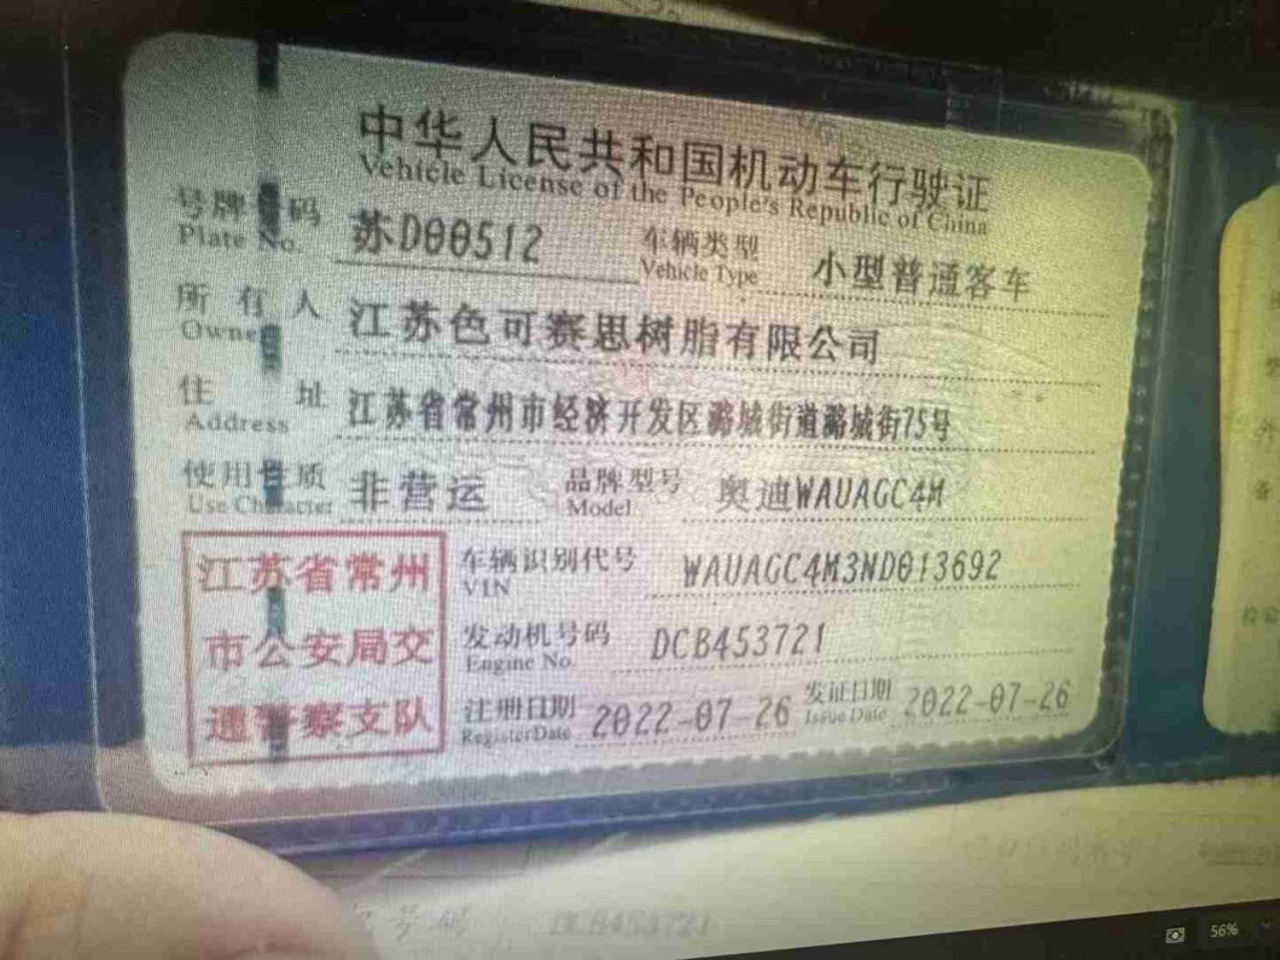 中华人民共和国机动车行驶证
Vehicle License of the People's Republic of China
号牌号码 苏D00512 车辆类型 小型普通客车
Plate No. Vehicle Type
所有人 江苏色可赛思树脂有限公司
Owner
住址 江苏省常州市经济开发区潞城街道潞城街75号
Address
使用性质 非营运 品牌型号 奥迪WAUAGC4M
Use Character Model
江苏省常州
市公安局交
通警察支队
车辆识别代号 WAUAGC4M3ND013692
VIN
发动机号码 DCB453721
Engine No.
注册日期 2022-07-26 发证日期 2022-07-26
Register Date Issue Date
号码 DCB453721
56%